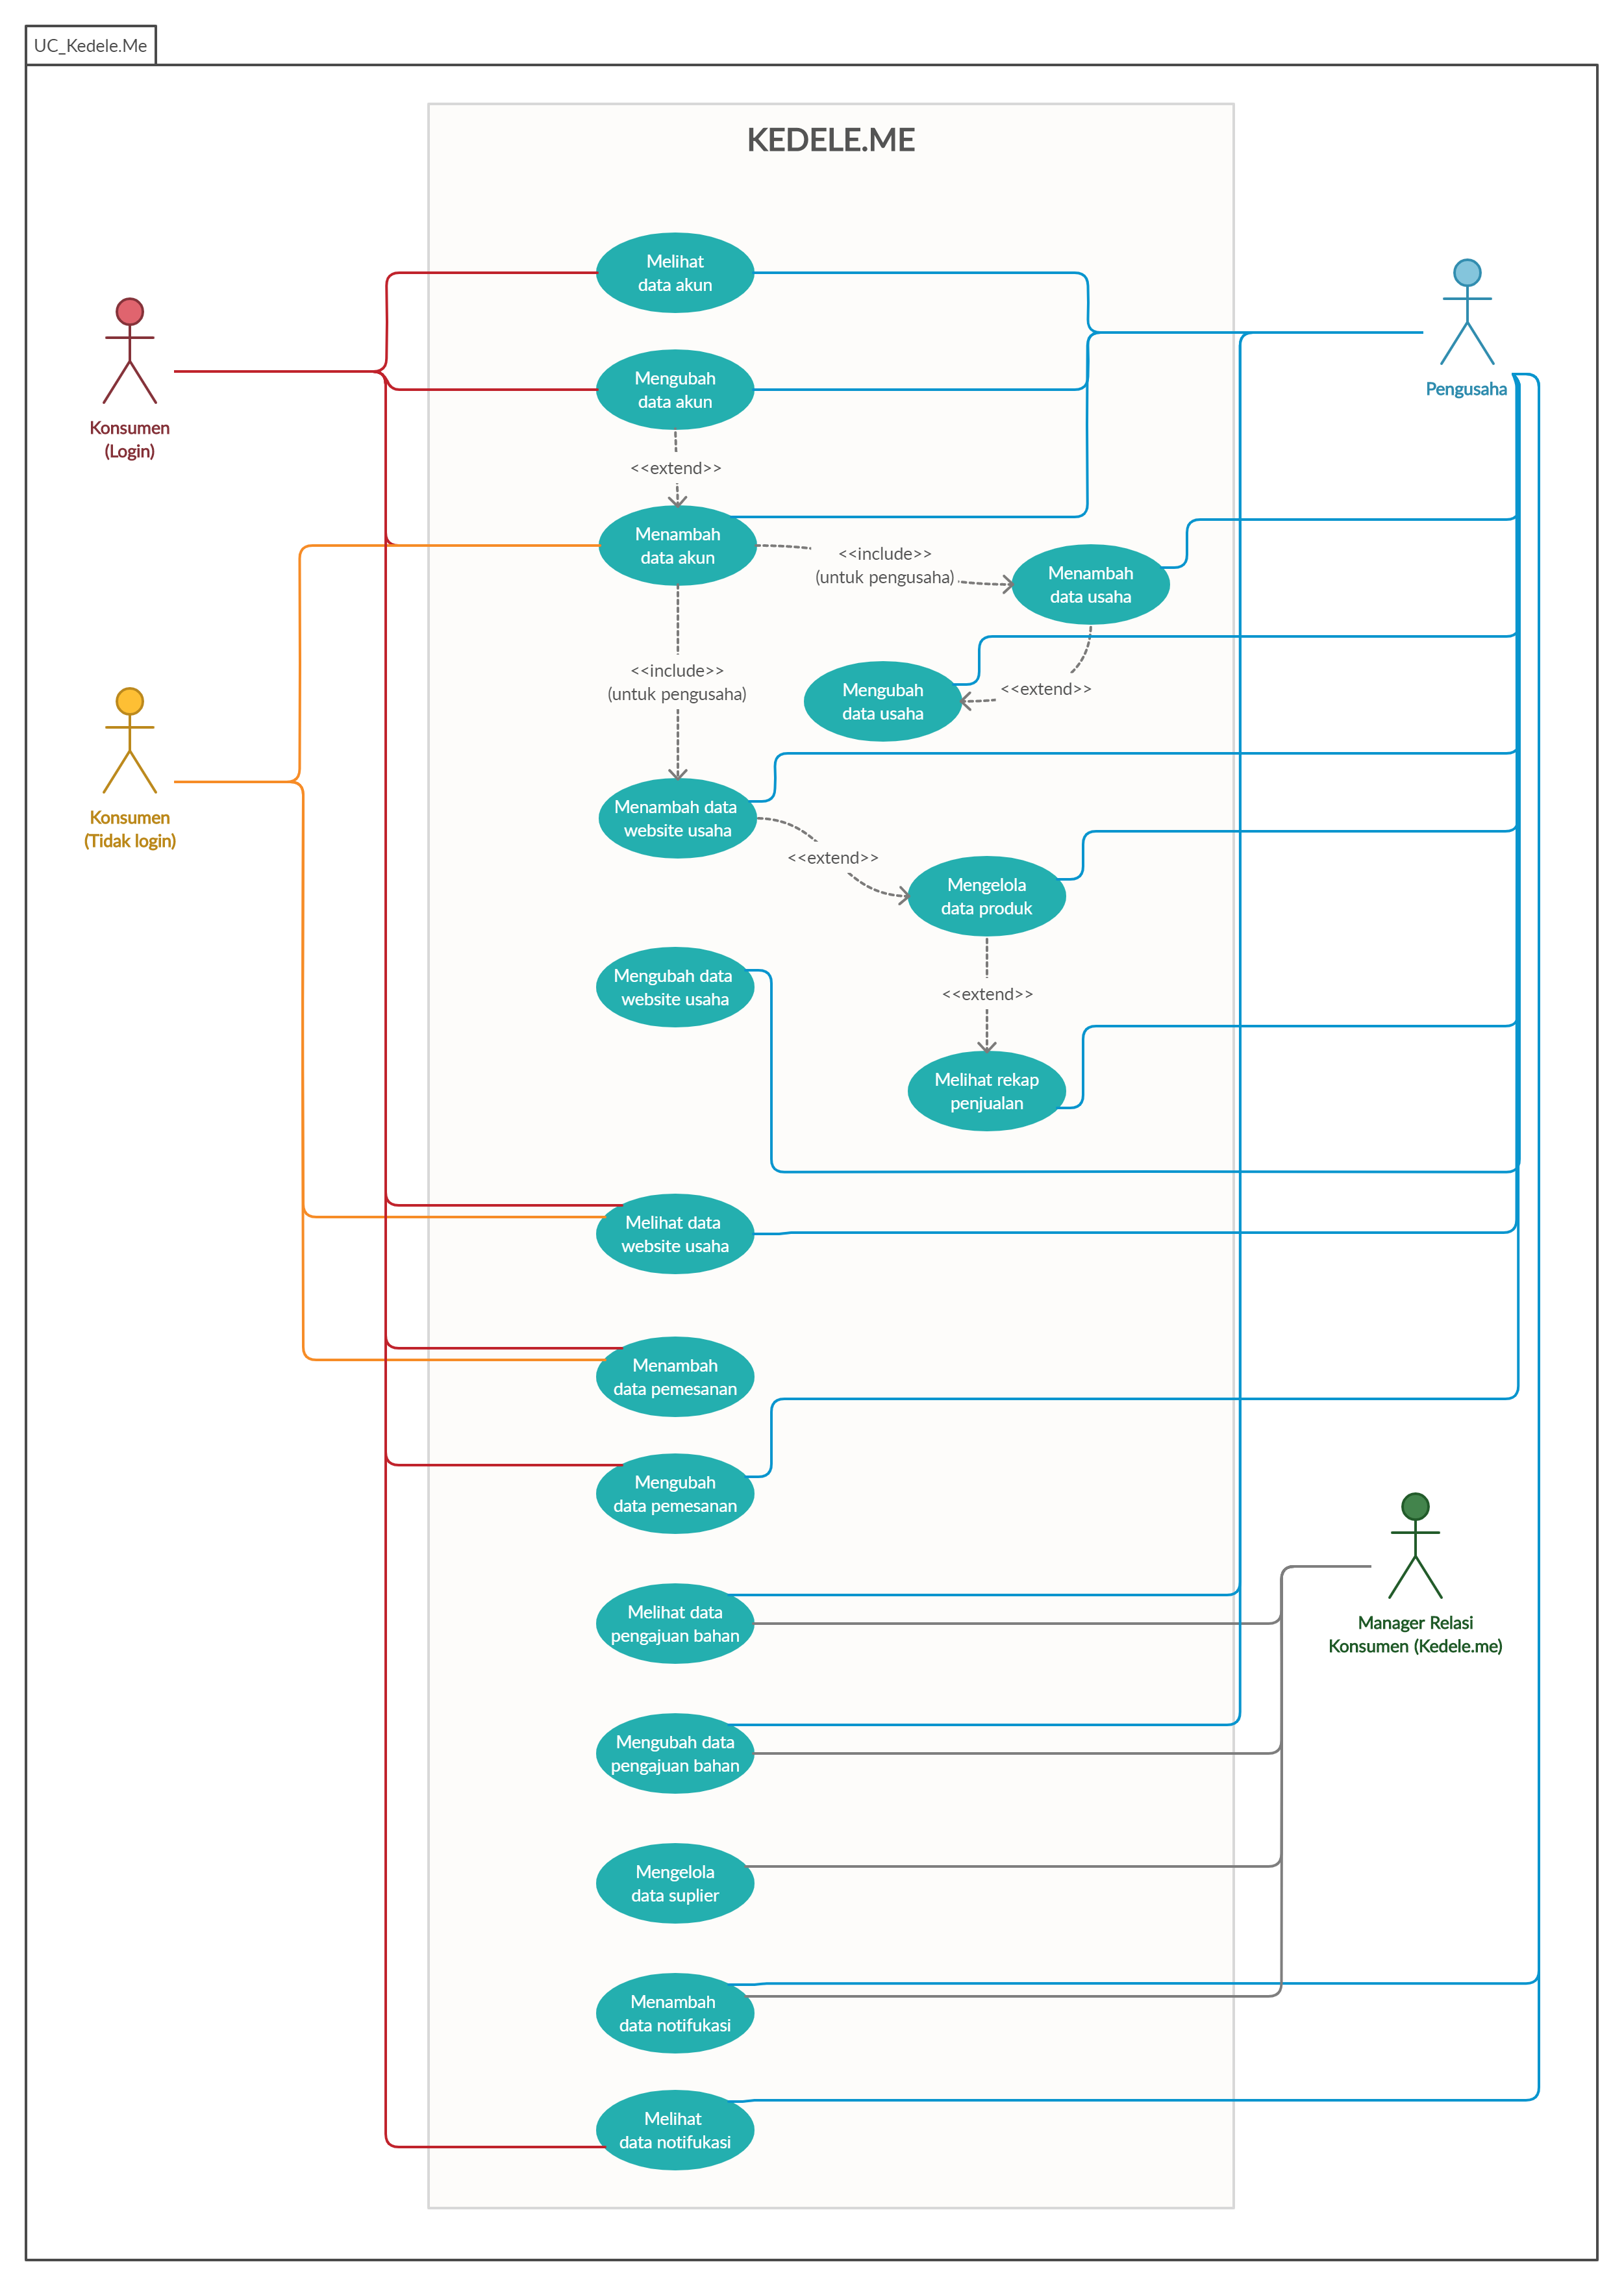 UC_Kedele.Me
KEDELE.ME
Melihat
data akun
Konsumen
(Login)
Pengusaha
Mengubah
data akun
<<extend>>
Menambah
data akun
<<include>>
(untuk pengusaha)
Menambah
data usaha
<<include>>
(untuk pengusaha)
Mengubah
data usaha
<<extend>>
Konsumen
(Tidak login)
Menambah data
website usaha
<<extend>>
Mengelola
data produk
Mengubah data
website usaha
<<extend>>
Melihat rekap
penjualan
Melihat data
website usaha
Menambah
data pemesanan
Mengubah
data pemesanan
Melihat data
pengajuan bahan
Manager Relasi
Konsumen (Kedele.me)
Mengubah data
pengajuan bahan
Mengelola
data suplier
Menambah
data notifukasi
Melihat
data notifukasi